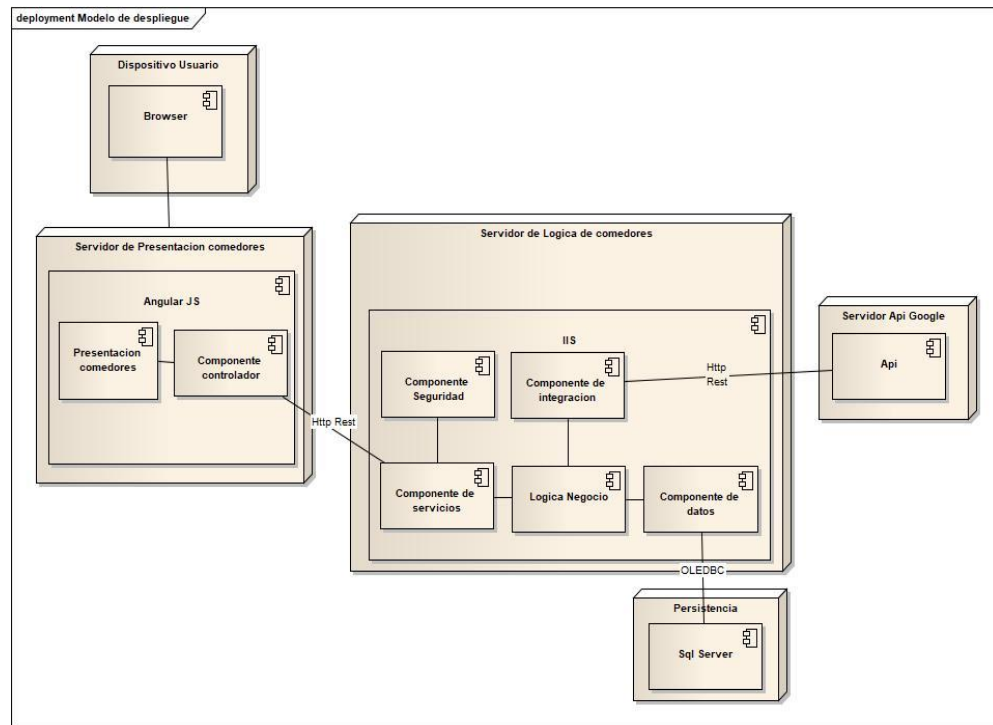 deployment Modelo de despliegue
Dispositivo Usuario
Browser
Servidor de Presentacion comedores
Angular JS
Presentacion
comedores
Componente
controlador
Http Rest
Servidor de Logica de comedores
IIS
Componente
Seguridad
Componente de
integracion
Componente de
servicios
Logica Negocio
Componente de
datos
Http
Rest
Servidor Api Google
Api
OLEDBC
Persistencia
Sql Server